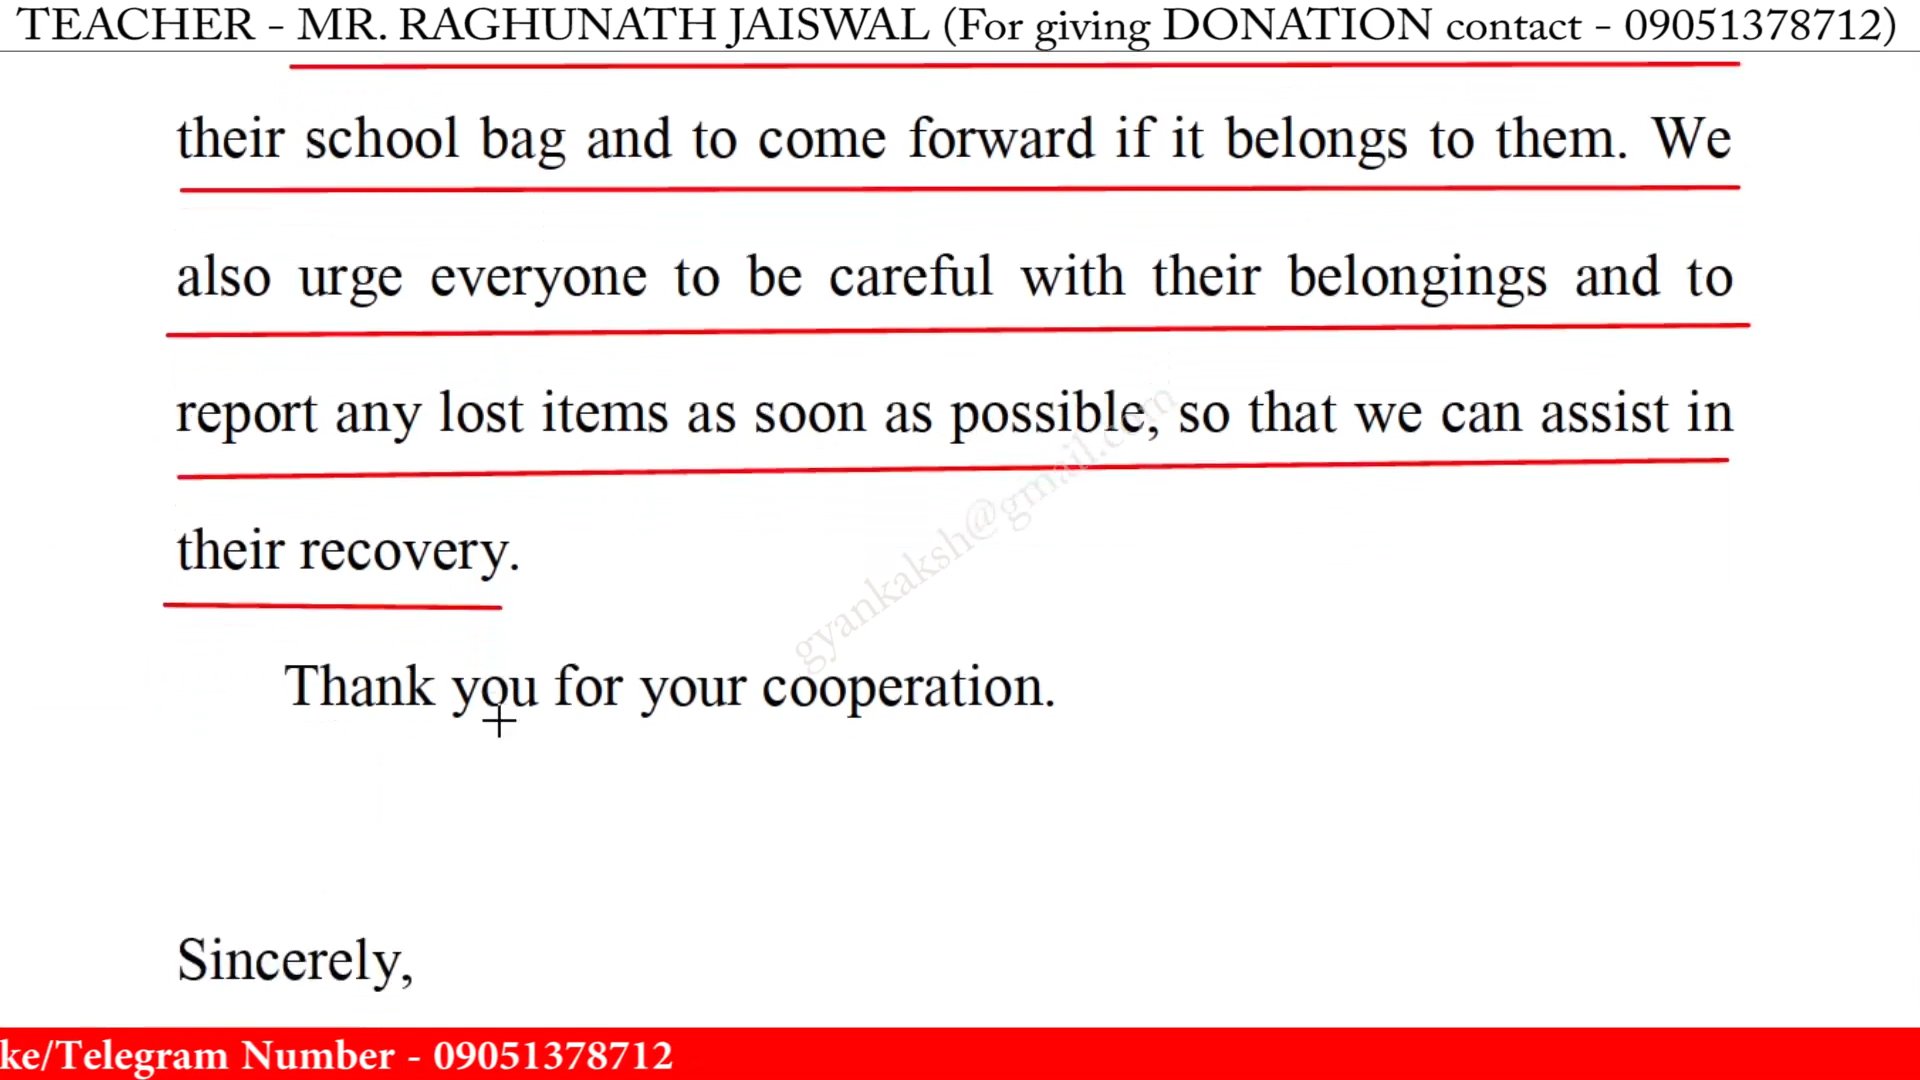 TEACHER - MR. RAGHUNATH JAISWAL (For giving DONATION contact - 09051378712)
their school bag and to come forward if it belongs to them. We
also urge everyone to be careful with their belongings and to
report any lost items as soon as possible, so that we can assist in
their recovery.
gyankaksh@gmail.com
Thank you for your cooperation.
Sincerely,
ke/Telegram Number - 09051378712